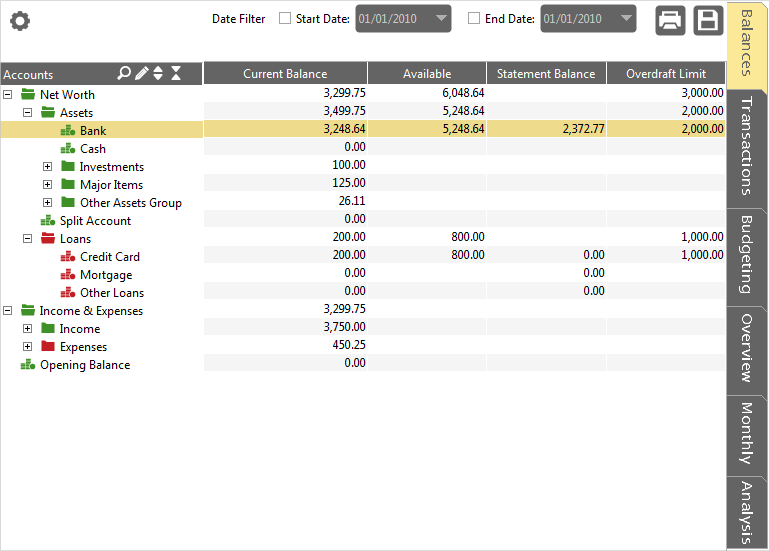 Date Filter Start Date: 01/01/2010 End Date: 01/01/2010
Accounts Current Balance Available Statement Balance Overdraft Limit
Net Worth 3,299.75 6,048.64 3,000.00
Assets 3,499.75 5,248.64 2,000.00
Bank 3,248.64 5,248.64 2,372.77 2,000.00
Cash 0.00
Investments 100.00
Major Items 125.00
Other Assets Group 26.11
Split Account 0.00
Loans 200.00 800.00 1,000.00
Credit Card 200.00 800.00 0.00 1,000.00
Mortgage 0.00 0.00
Other Loans 0.00 0.00
Income & Expenses 3,299.75
Income 3,750.00
Expenses 450.25
Opening Balance 0.00
Balances
Transactions
Budgeting
Overview
Monthly
Analysis